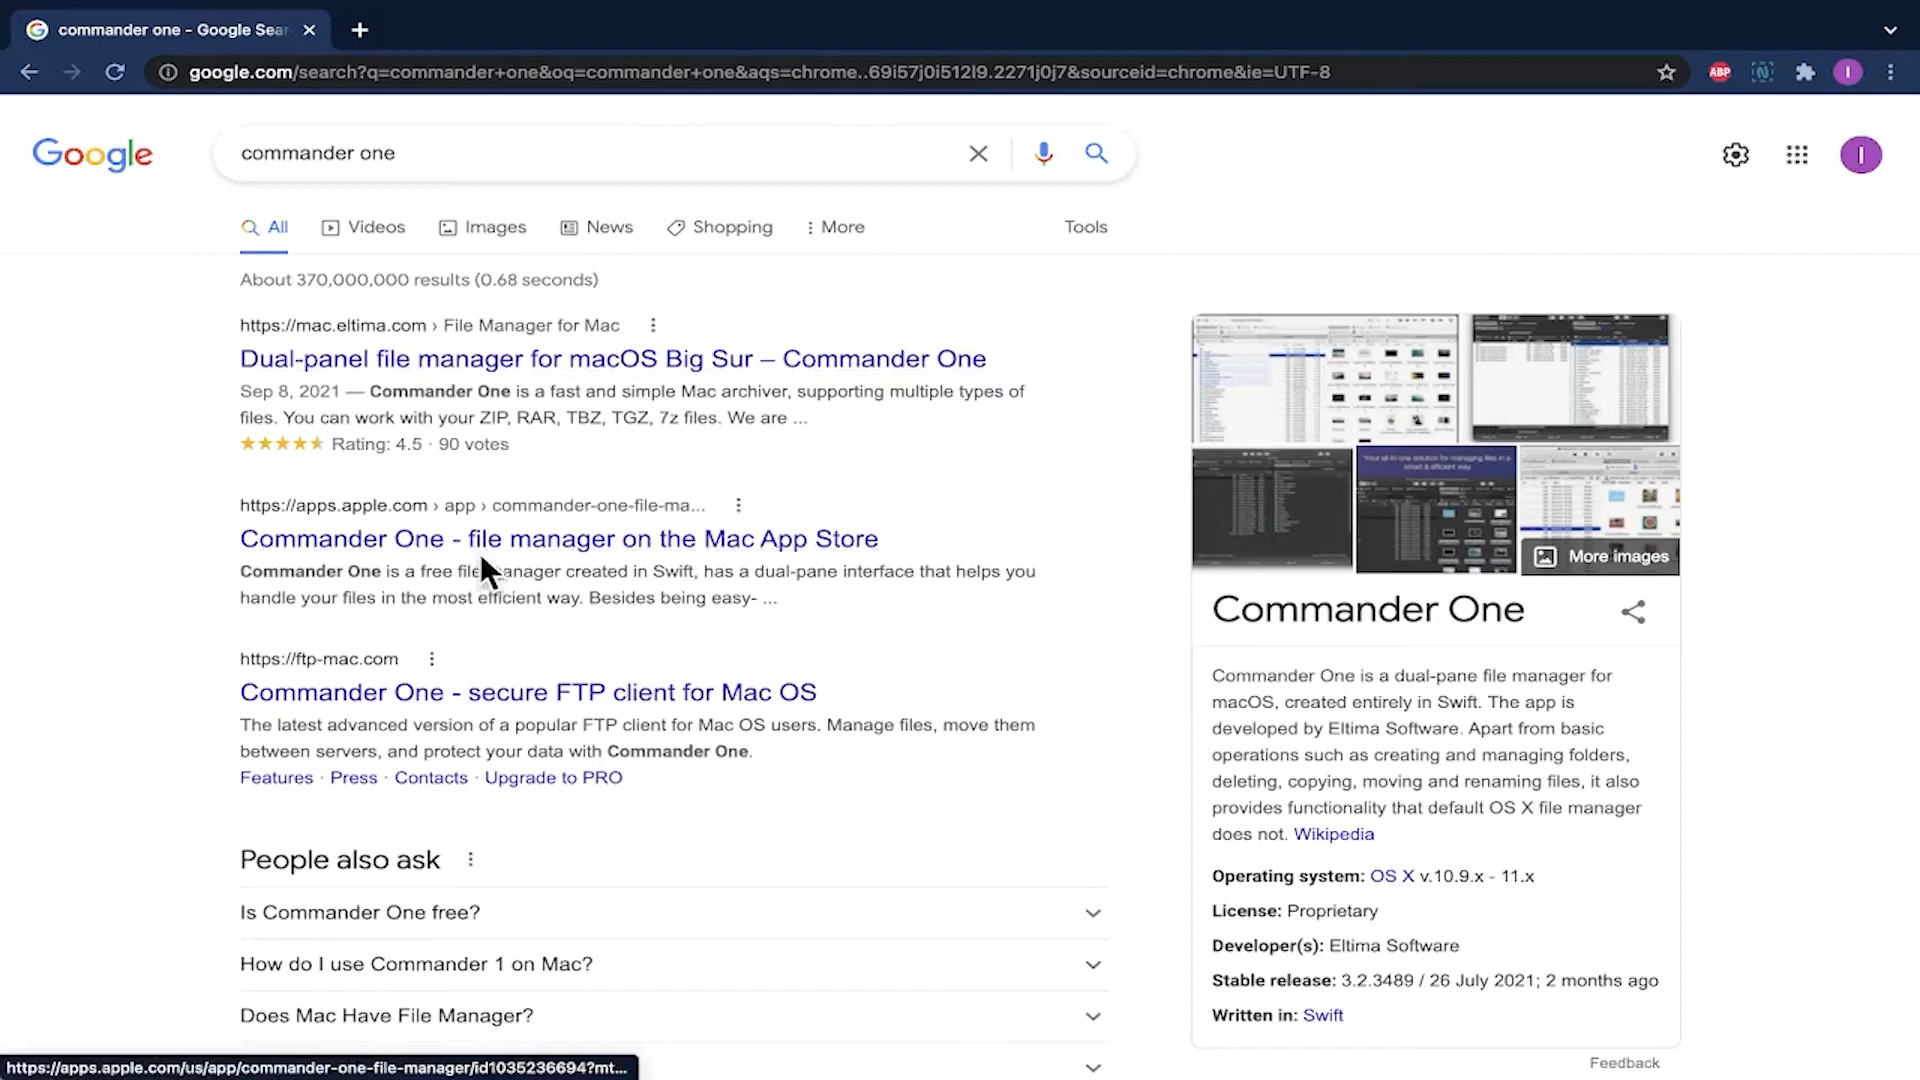 commander one - Google Sear
google.com/search?q=commander+one&oq=commander+one&aqs=chrome..69i57j0i512l9.2271j0j7&sourceid=chrome&ie=UTF-8
ABP
N
I
Google
commander one
I
All
Videos
Images
News
Shopping
More
Tools
About 370,000,000 results (0.68 seconds)
https://mac.eltima.com › File Manager for Mac
Dual-panel file manager for macOS Big Sur – Commander One
Sep 8, 2021 — Commander One is a fast and simple Mac archiver, supporting multiple types of
files. You can work with your ZIP, RAR, TBZ, TGZ, 7z files. We are ...
Rating: 4.5 · 90 votes
https://apps.apple.com › app › commander-one-file-ma...
Commander One - file manager on the Mac App Store
Commander One is a free file manager created in Swift, has a dual-pane interface that helps you
handle your files in the most efficient way. Besides being easy- ...
https://ftp-mac.com
Commander One - secure FTP client for Mac OS
The latest advanced version of a popular FTP client for Mac OS users. Manage files, move them
between servers, and protect your data with Commander One.
Features · Press · Contacts · Upgrade to PRO
People also ask
Is Commander One free?
How do I use Commander 1 on Mac?
Does Mac Have File Manager?
https://apps.apple.com/us/app/commander-one-file-manager/id1035236694?mt...
Your all-in-one solution for managing files in a
smart & efficient way
More images
Commander One
Commander One is a dual-pane file manager for
macOS, created entirely in Swift. The app is
developed by Eltima Software. Apart from basic
operations such as creating and managing folders,
deleting, copying, moving and renaming files, it also
provides functionality that default OS X file manager
does not. Wikipedia
Operating system: OS X v.10.9.x - 11.x
License: Proprietary
Developer(s): Eltima Software
Stable release: 3.2.3489 / 26 July 2021; 2 months ago
Written in: Swift
Feedback